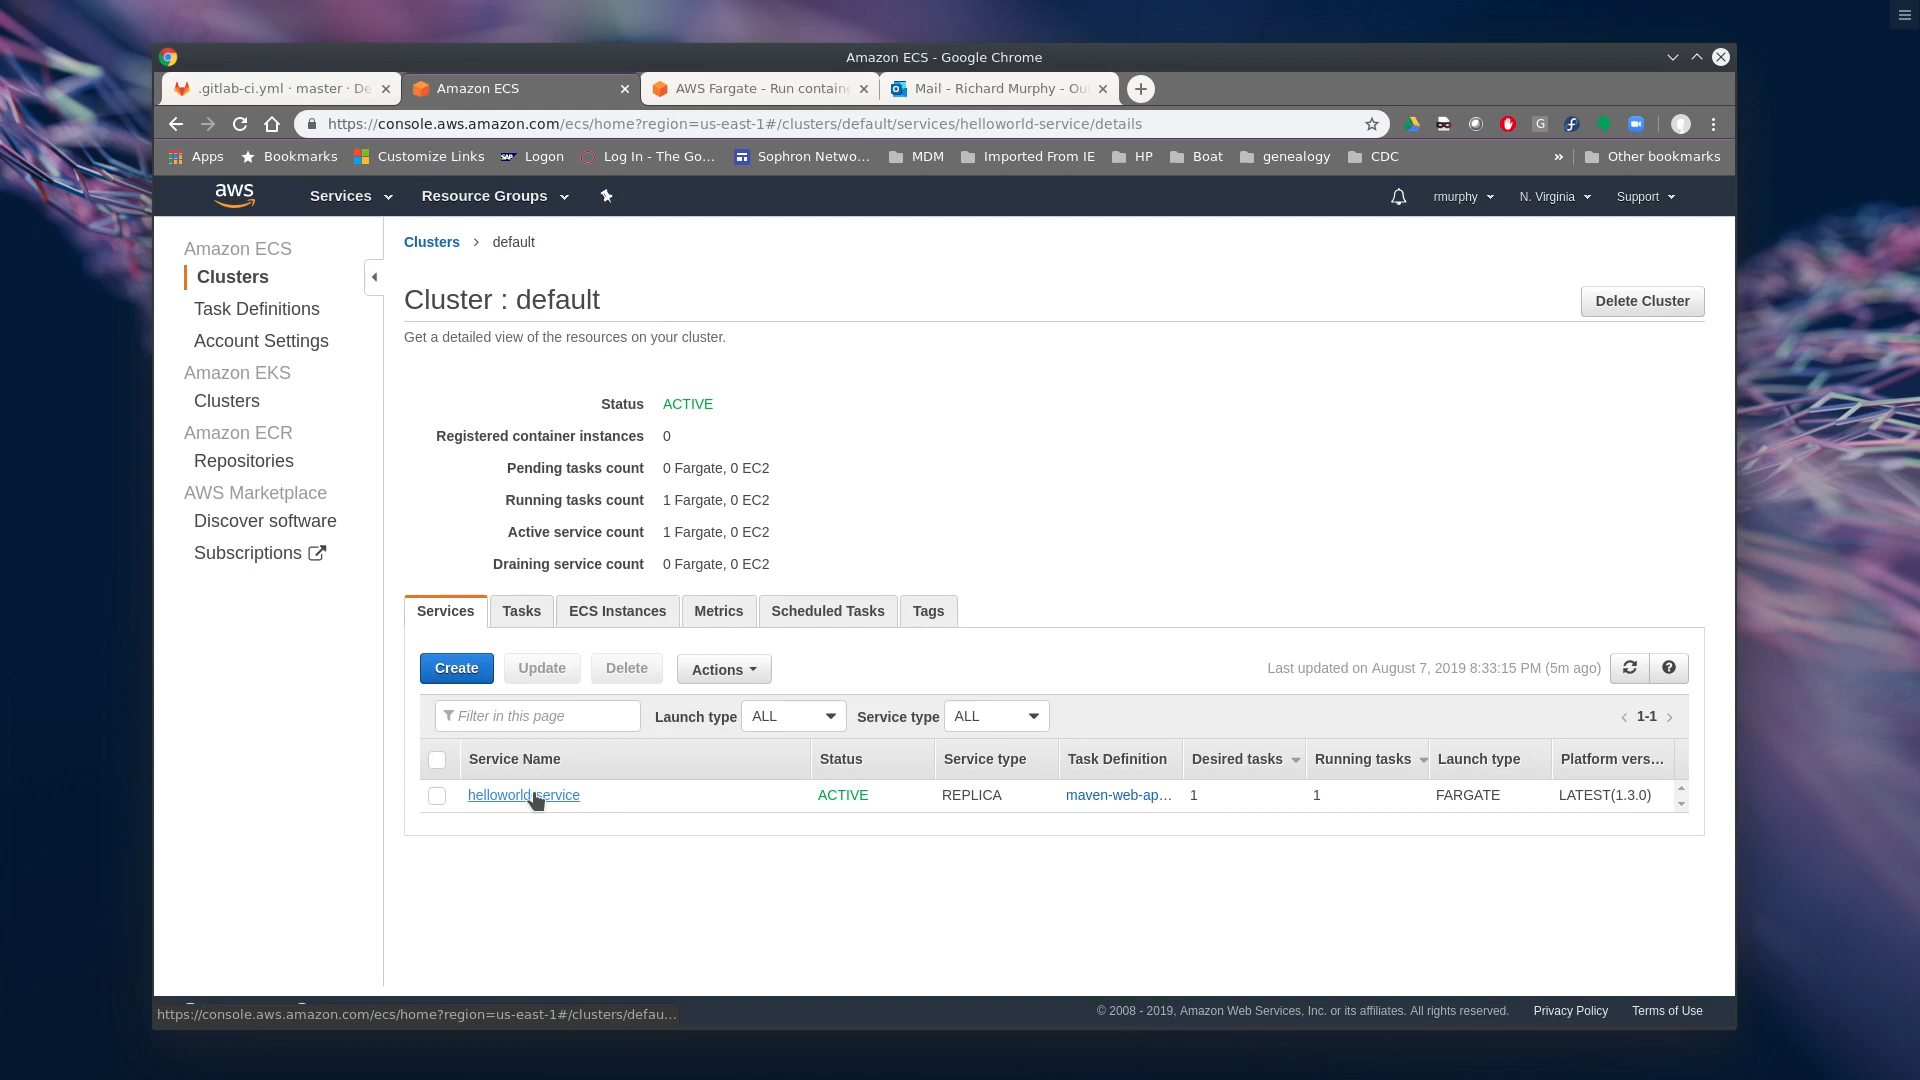 Amazon ECS - Google Chrome
.gitlab-ci.yml · master · De
Amazon ECS
AWS Fargate - Run containe
Mail - Richard Murphy - Ou
https://console.aws.amazon.com/ecs/home?region=us-east-1#/clusters/default/services/helloworld-service/details
Apps
Bookmarks
Customize Links
Logon
Log In - The Go...
Sophron Netwo...
MDM
Imported From IE
HP
Boat
genealogy
CDC
»
Other bookmarks
aws
Services
Resource Groups
rmurphy
N. Virginia
Support
Amazon ECS
Clusters
Task Definitions
Account Settings
Amazon EKS
Clusters
Amazon ECR
Repositories
AWS Marketplace
Discover software
Subscriptions
Clusters > default
Cluster : default
Delete Cluster
Get a detailed view of the resources on your cluster.
Status ACTIVE
Registered container instances 0
Pending tasks count 0 Fargate, 0 EC2
Running tasks count 1 Fargate, 0 EC2
Active service count 1 Fargate, 0 EC2
Draining service count 0 Fargate, 0 EC2
Services Tasks ECS Instances Metrics Scheduled Tasks Tags
Create Update Delete Actions
Last updated on August 7, 2019 8:33:15 PM (5m ago)
Filter in this page
Launch type ALL
Service type ALL
< 1-1 >
Service Name Status Service type Task Definition Desired tasks Running tasks Launch type Platform vers...
helloworld-service ACTIVE REPLICA maven-web-ap... 1 1 FARGATE LATEST(1.3.0)
https://console.aws.amazon.com/ecs/home?region=us-east-1#/clusters/defau...
© 2008 - 2019, Amazon Web Services, Inc. or its affiliates. All rights reserved.
Privacy Policy
Terms of Use